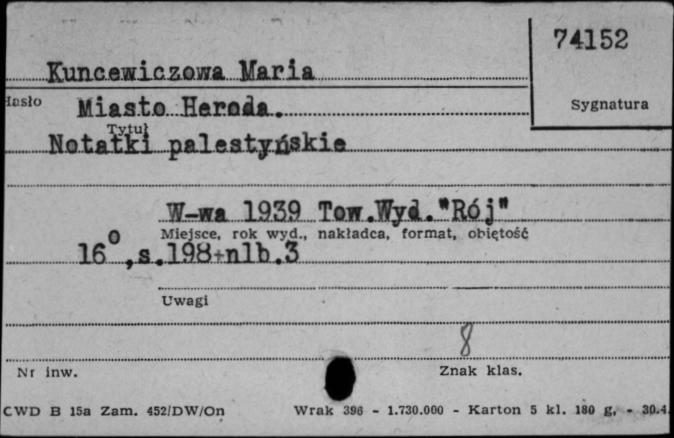 74152
Kuncewiczowa Maria
Hasło Miasto Heroda. Sygnatura
Tytuł
Notatki palestyńskie
W-wa 1939 Tow.Wyd."Rój"
Miejsce, rok wyd., nakładca, format, objętość
16°,s.198+nlb.3
Uwagi
8
Nr inw. Znak klas.
CWD B 15a Zam. 452/DW/On Wrak 396 - 1.730.000 - Karton 5 kl. 180 g. - 30.4